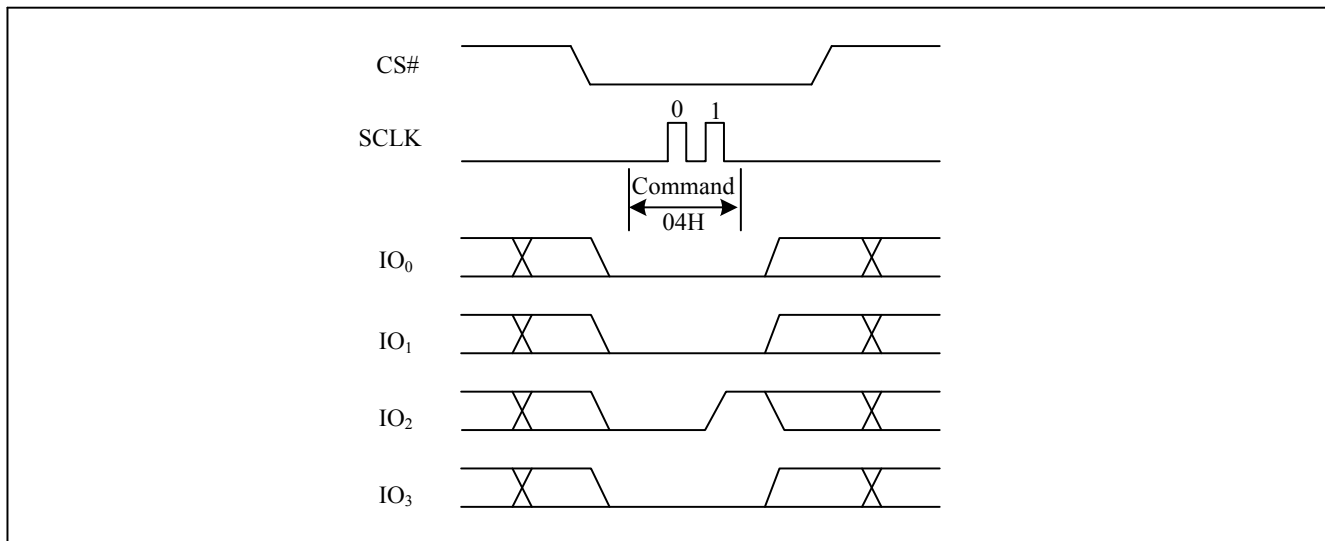 CS#
0 1
SCLK
Command
04H
IO₀
IO₁
IO₂
IO₃